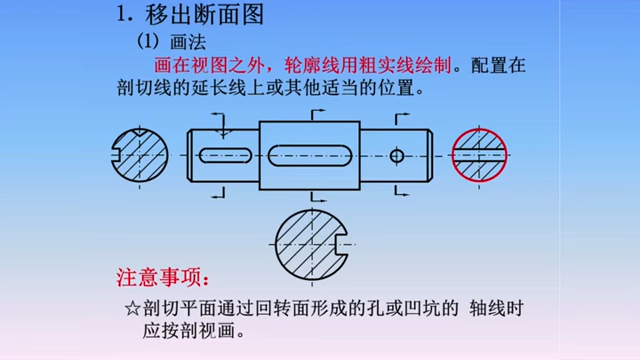 1. 移出断面图
(1) 画法
画在视图之外，轮廓线用粗实线绘制。配置在
剖切线的延长线上或其他适当的位置。
注意事项：
☆剖切平面通过回转面形成的孔或凹坑的 轴线时
应按剖视画。